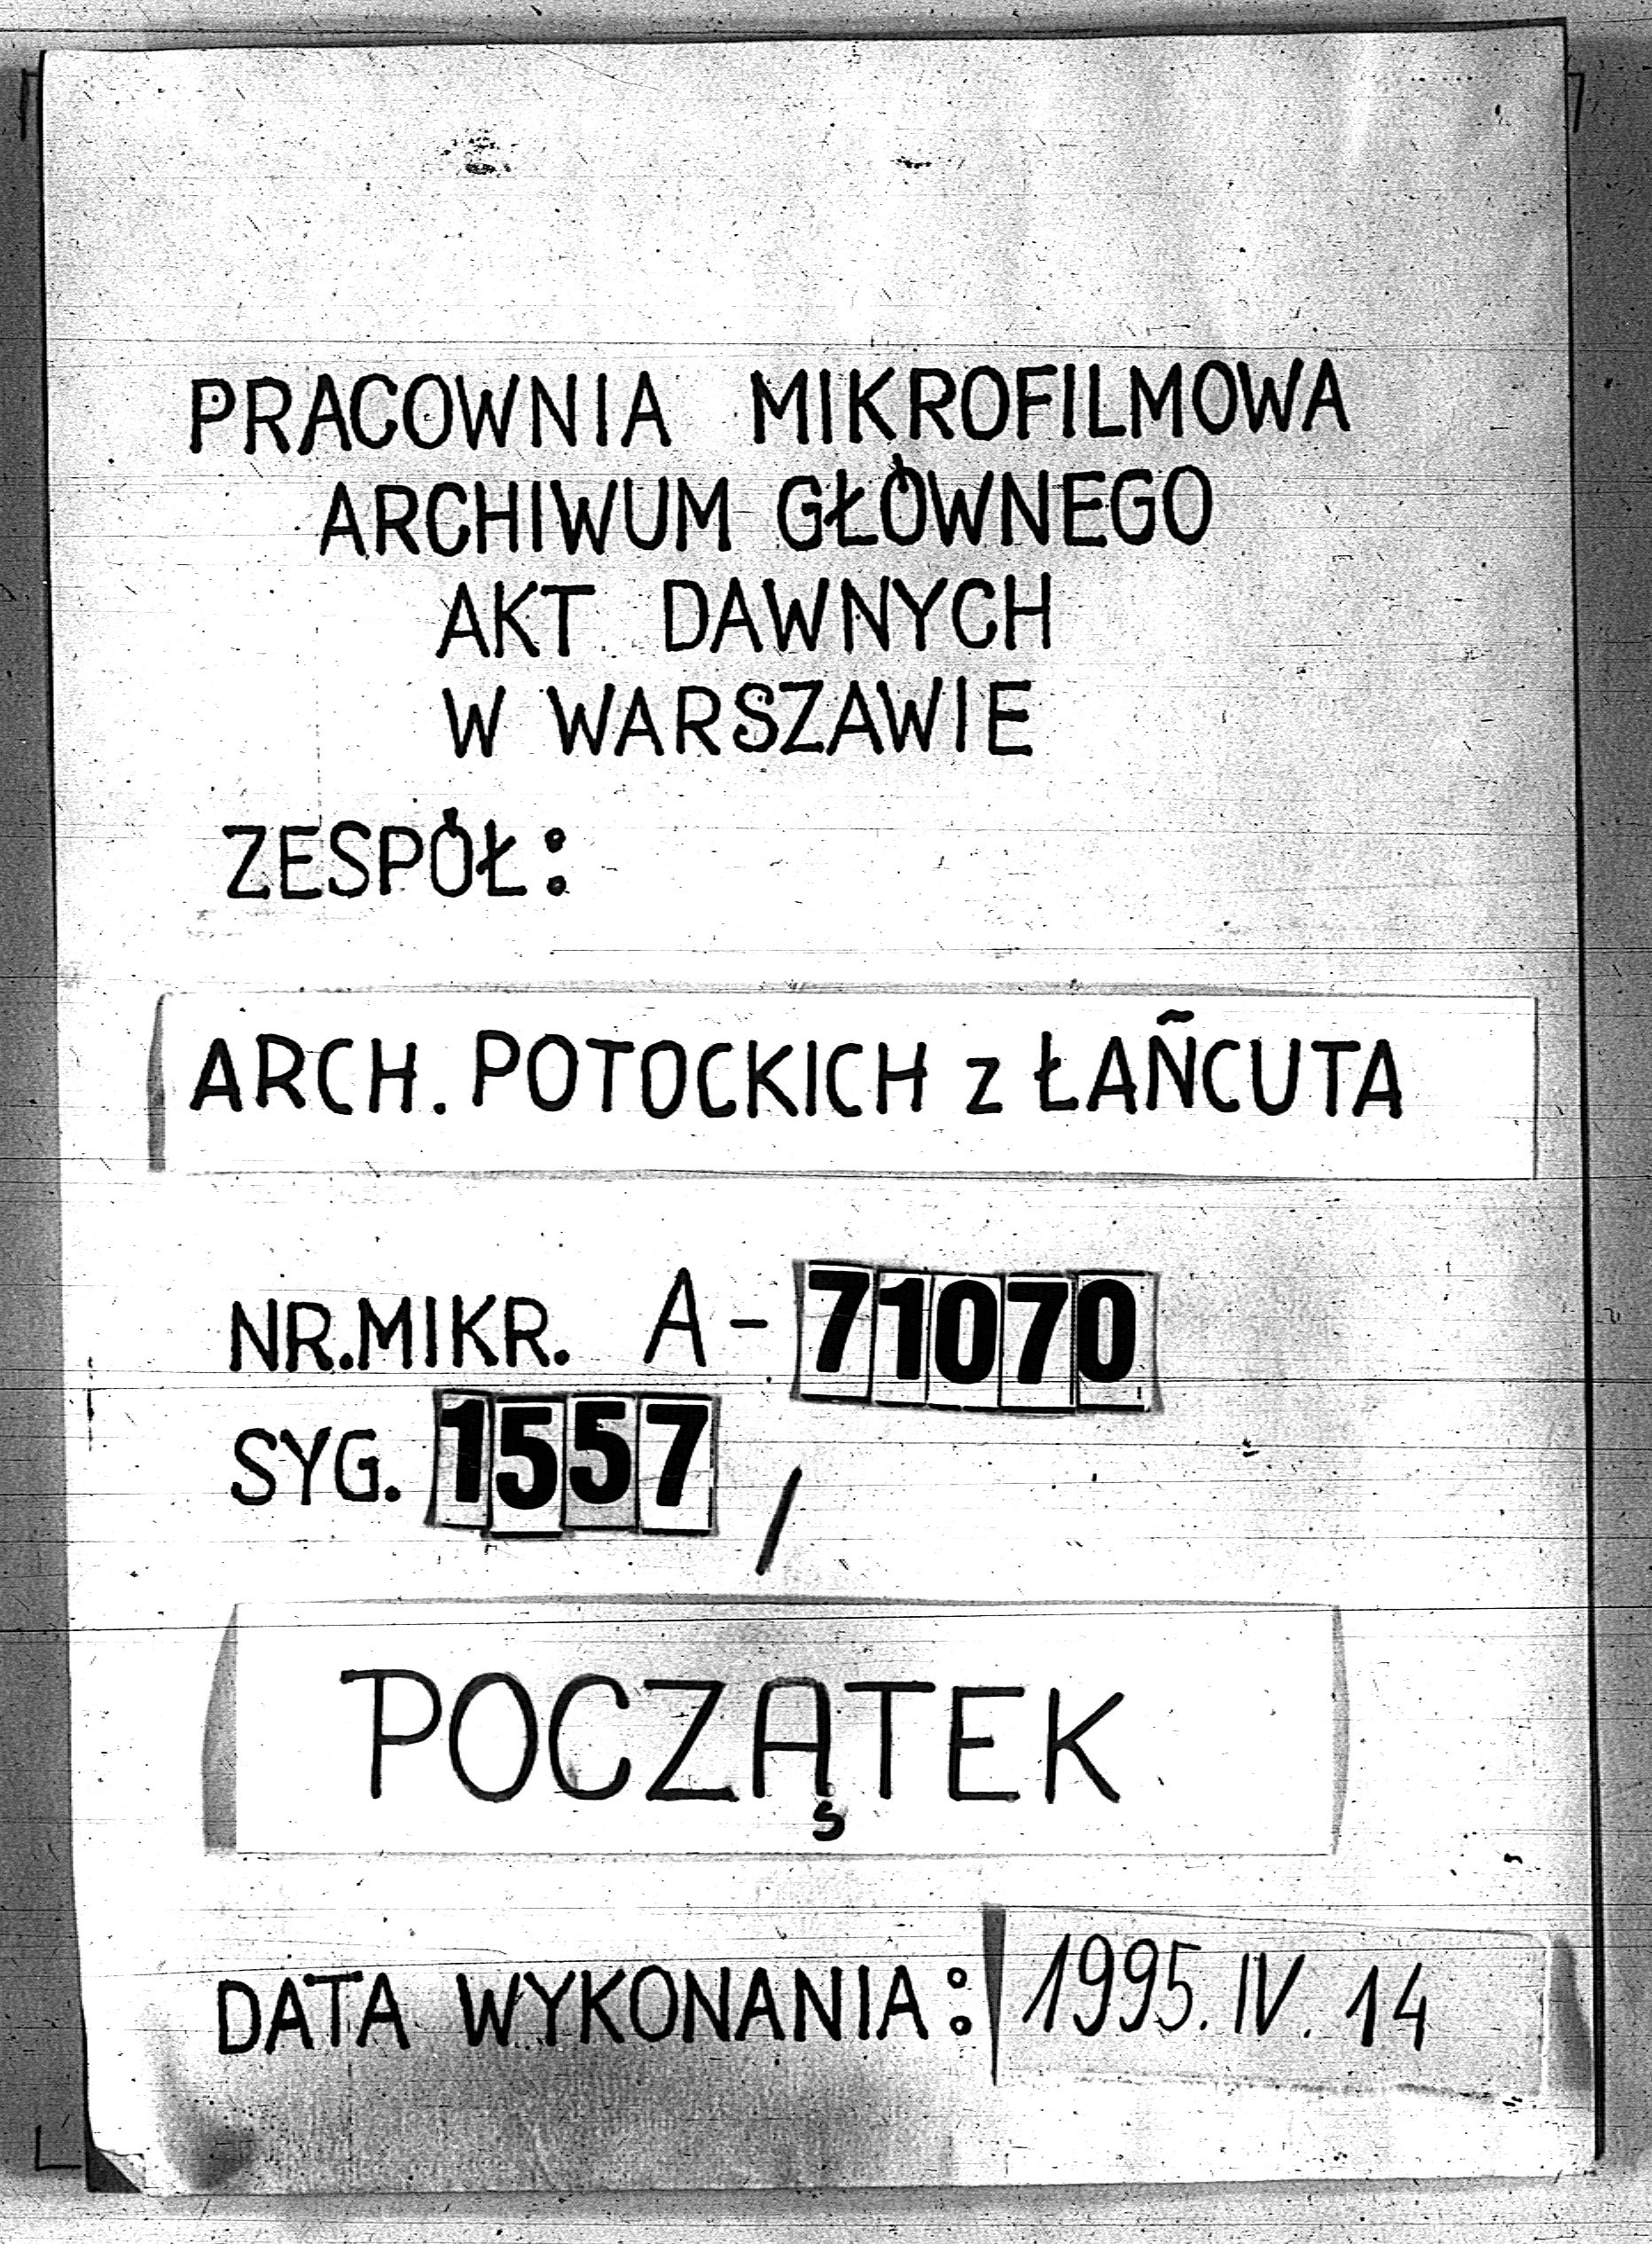 PRACOWNIA MIKROFILMOWA
ARCHIWUM GŁÓWNEGO
AKT DAWNYCH
W WARSZAWIE
ZESPÓŁ:
ARCH. POTOCKICH z ŁAŃCUTA
NR.MIKR. A-71070
SYG. 1557/
POCZĄTEK
DATA WYKONANIA: 1995.IV.14